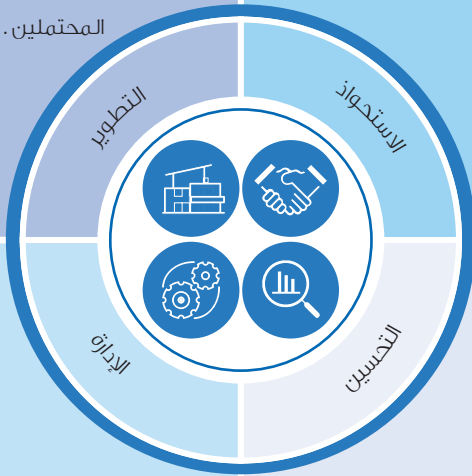 المحتملين .
الاستحواذ
التطوير
التحسين
الإدارة